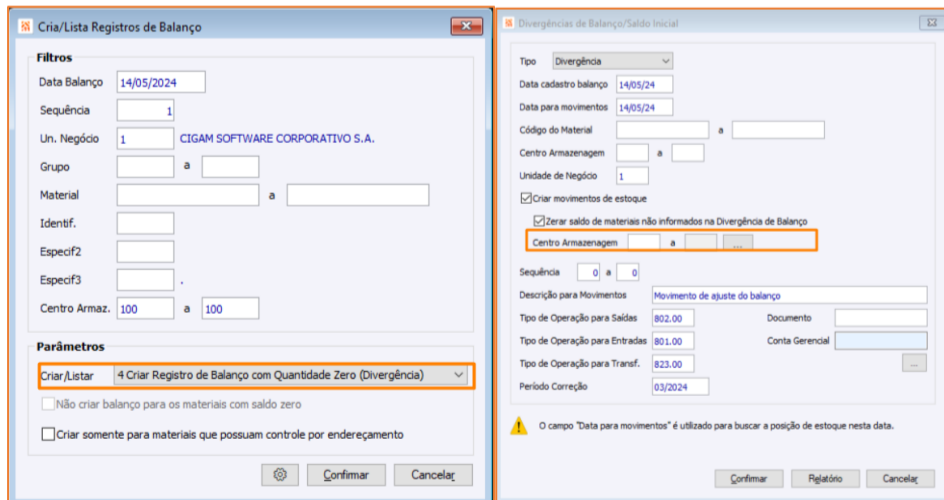 Cria/Lista Registros de Balanço
Filtros
Data Balanço 14/05/2024
Sequência 1
Un. Negócio 1 CIGAM SOFTWARE CORPORATIVO S.A.
Grupo a
Material a
Identif.
Especif2
Especif3 .
Centro Armaz. 100 a 100
Parâmetros
Criar/Listar 4 Criar Registro de Balanço com Quantidade Zero (Divergência)
Não criar balanço para os materiais com saldo zero
Criar somente para materiais que possuam controle por endereçamento
Confirmar Cancelar
Divergências de Balanço/Saldo Inicial
Tipo Divergência
Data cadastro balanço 14/05/24
Data para movimentos 14/05/24
Código do Material a
Centro Armazenagem a
Unidade de Negócio 1
Criar movimentos de estoque
Zerar saldo de materiais não informados na Divergência de Balanço
Centro Armazenagem a ...
Sequência 0 a 0
Descrição para Movimentos Movimento de ajuste do balanço
Tipo de Operação para Saídas 802.00 Documento
Tipo de Operação para Entradas 801.00 Conta Gerencial
Tipo de Operação para Transf. 823.00 ...
Período Correção 03/2024
O campo "Data para movimentos" é utilizado para buscar a posição de estoque nesta data.
Confirmar Relatório Cancelar